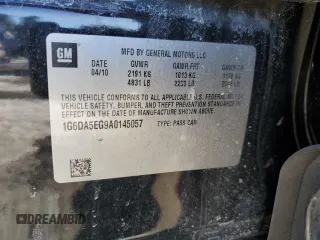 GM
MFD BY GENERAL MOTORS LLC
DATE GVWR GAWR FRT GAWR RR
04/10 2191 KG 1013 KG
4831 LB 2233 LB
THIS VEHICLE CONFORMS TO ALL APPLICABLE U.S. FEDERAL
VEHICLE SAFETY, BUMPER, AND THEFT PREVENTION STANDARDS
IN EFFECT ON THE DATE OF MANUFACTURE SHOWN ABOVE.
1G6DA5EG9A0145057 TYPE: PASS CAR
DREAMBID